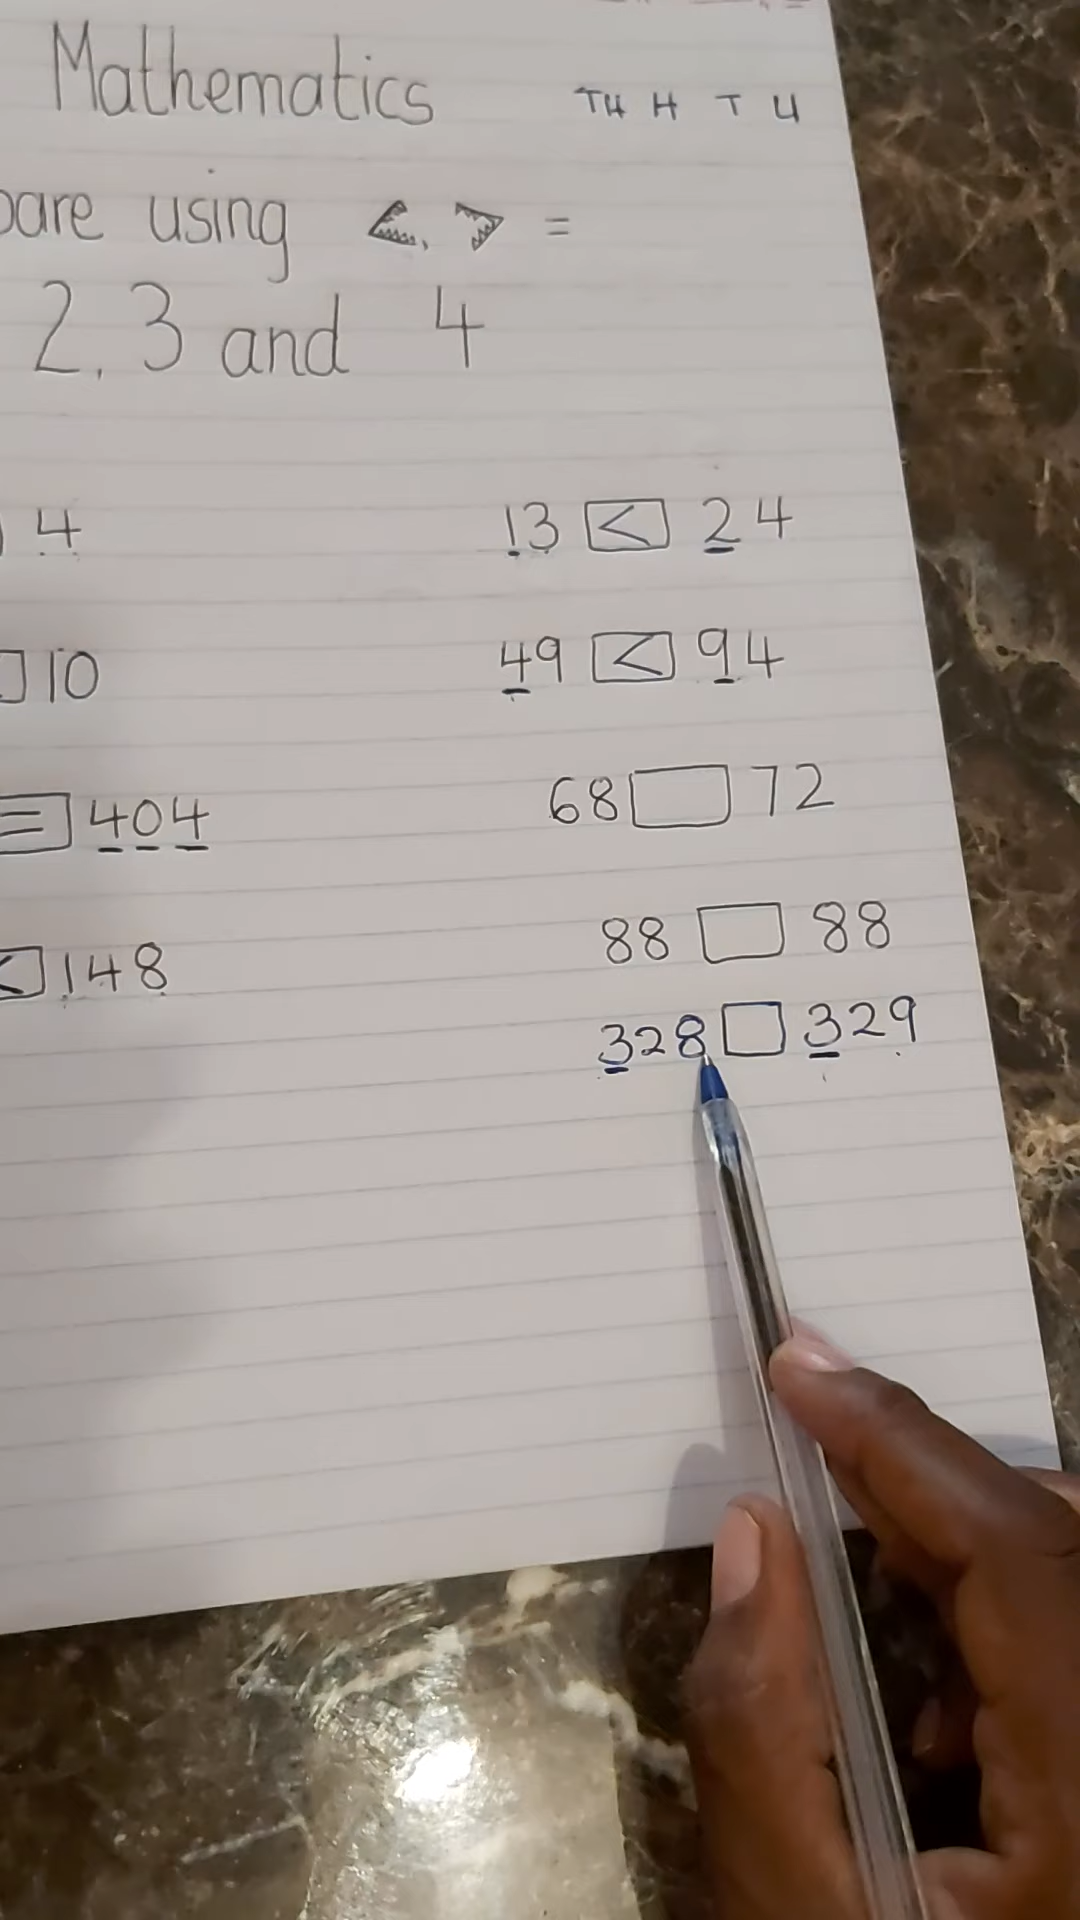 Mathematics TH H T U
pare using <, > =
2, 3 and 4
4 13 < 24
10 49 < 94
68 72
= 404
88 88
< 148
328 329